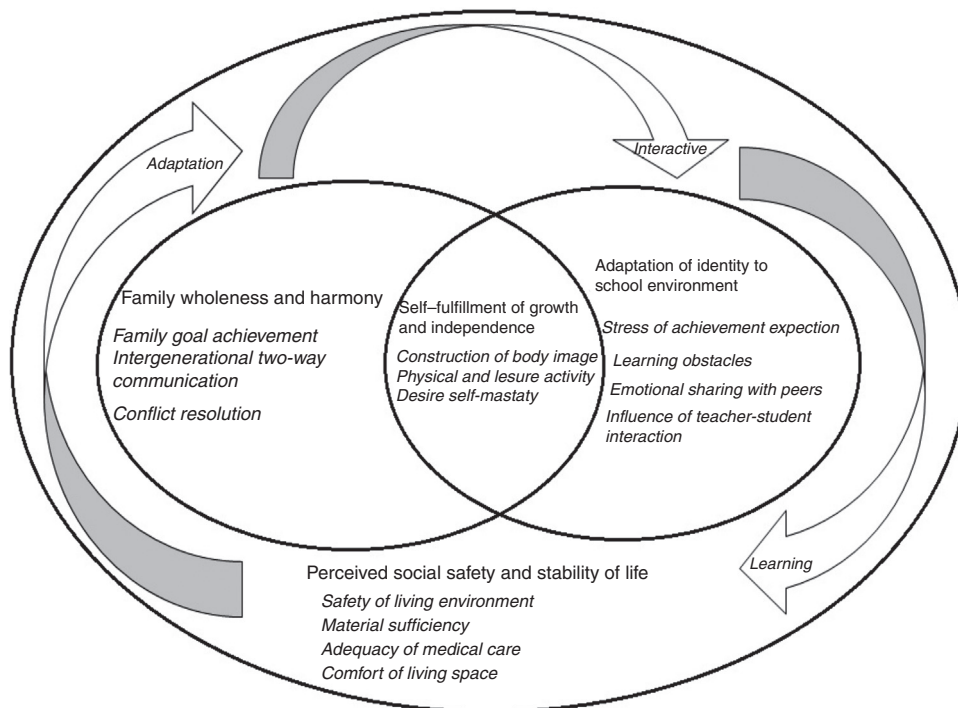 Adaptation
Interactive
Family wholeness and harmony
Family goal achievement
Intergenerational two-way
communication
Conflict resolution
Self–fulfillment of growth
and independence
Construction of body image
Physical and lesure activity
Desire self-mastaty
Adaptation of identity to
school environment
Stress of achievement expection
Learning obstacles
Emotional sharing with peers
Influence of teacher-student
interaction
Learning
Perceived social safety and stability of life
Safety of living environment
Material sufficiency
Adequacy of medical care
Comfort of living space